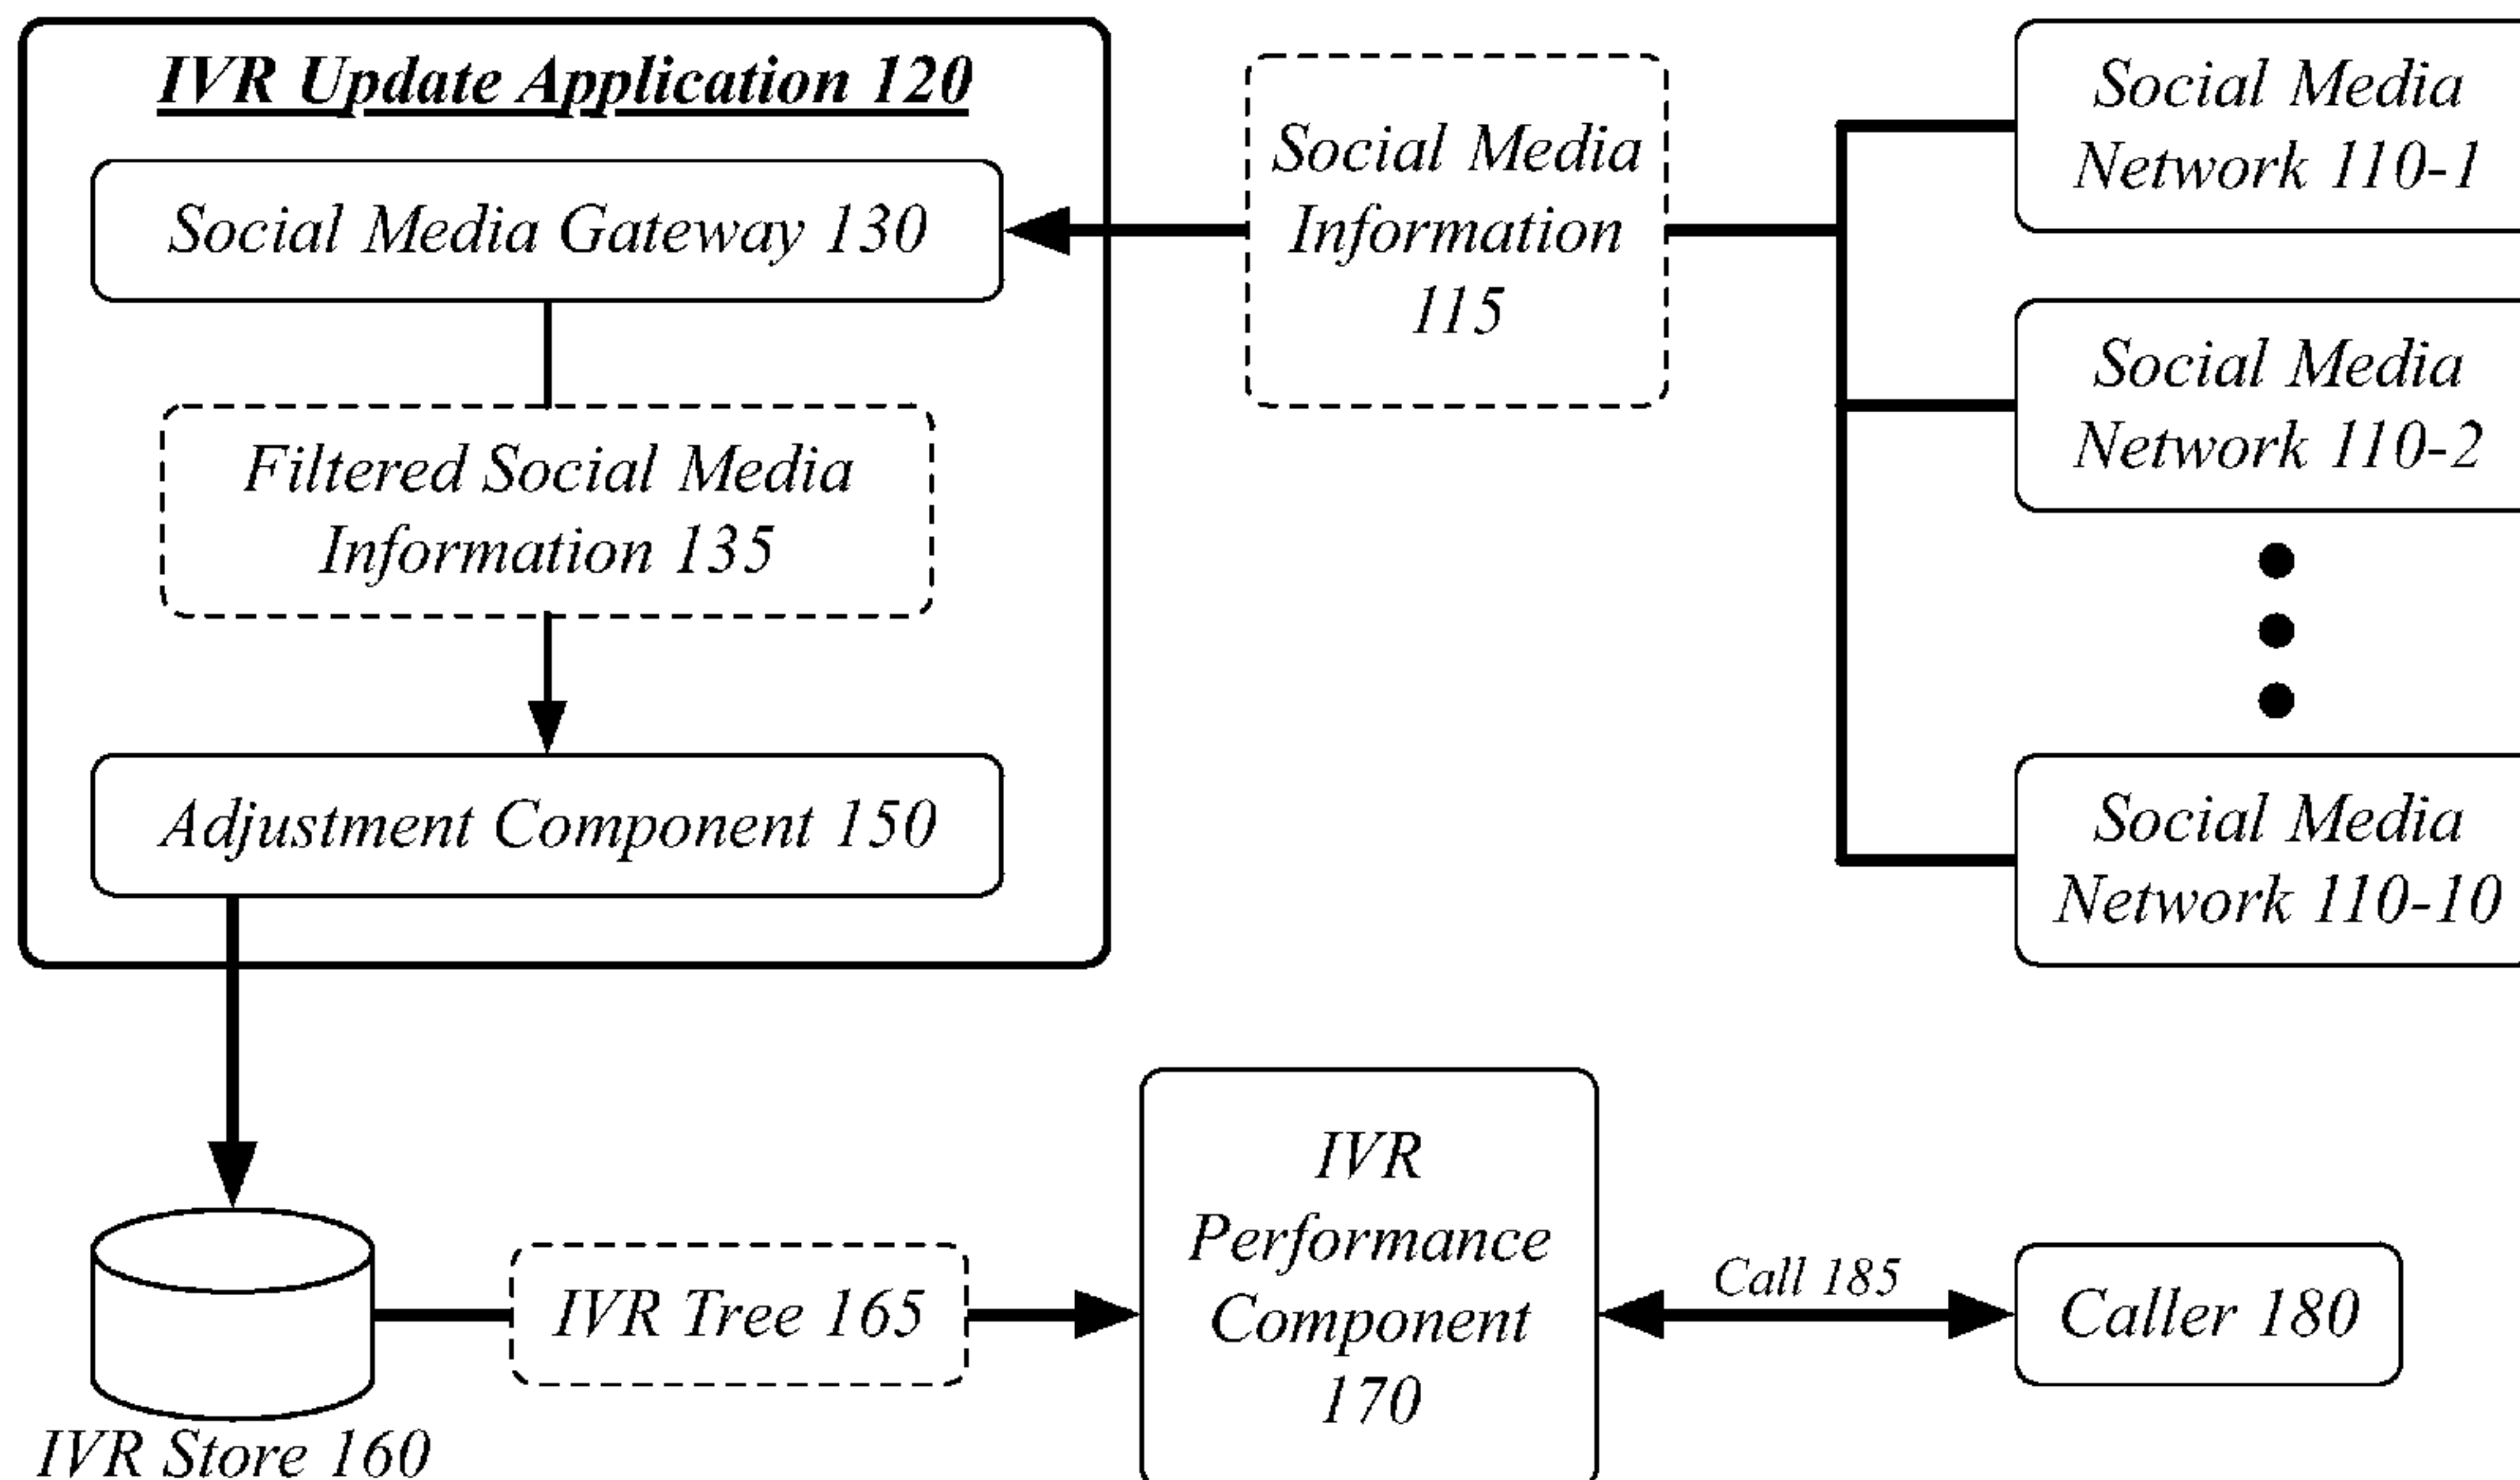 IVR Update Application 120
Social Media Gateway 130
Filtered Social Media
Information 135
Adjustment Component 150
Social Media
Information
115
Social Media
Network 110-1
Social Media
Network 110-2
Social Media
Network 110-10
IVR Store 160
IVR Tree 165
IVR
Performance
Component
170
Call 185
Caller 180